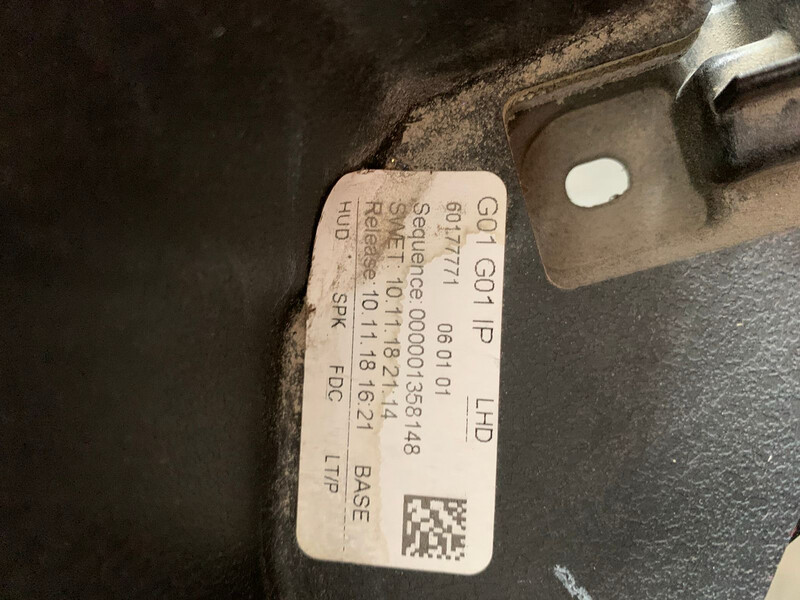 G01 G01 IP LHD
60177771 06 01 01
Sequence: 000001358148
SWET: 10.11.18 21:14
Release: 10.11.18 16:21 BASE
HUD SPK FDC LT/P